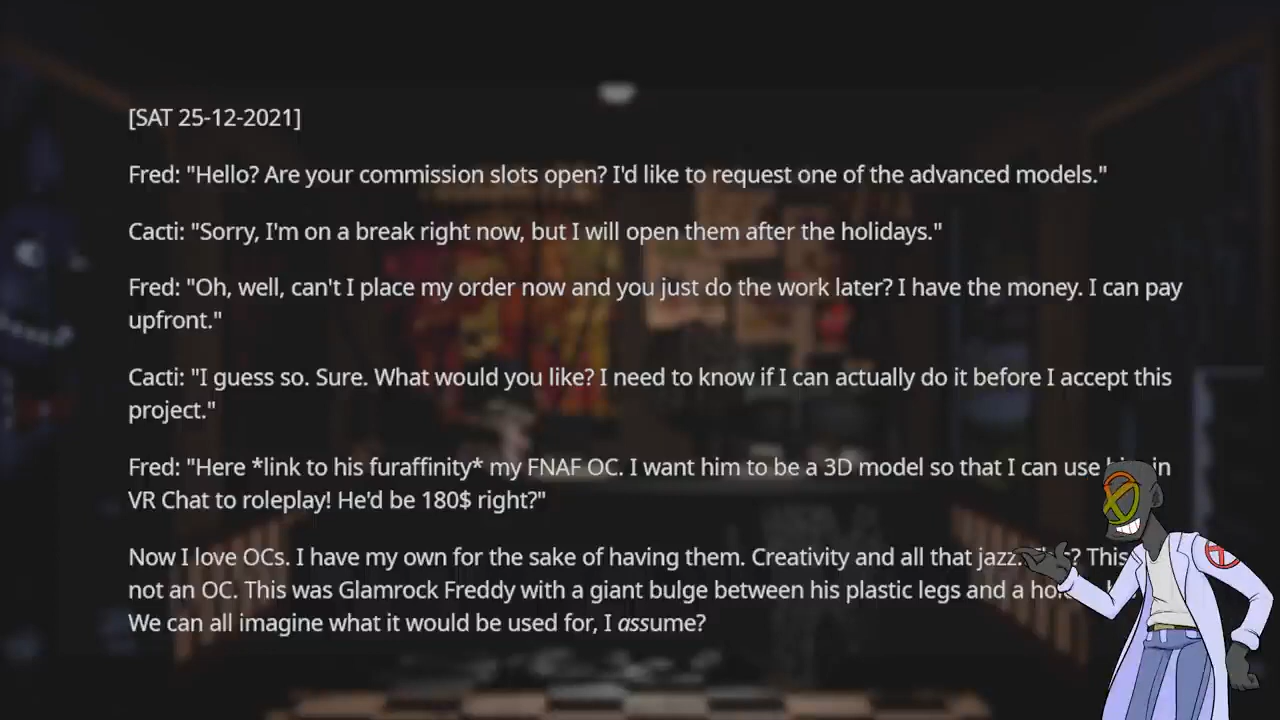 [SAT 25-12-2021]
Fred: "Hello? Are your commission slots open? I'd like to request one of the advanced models."
Cacti: "Sorry, I'm on a break right now, but I will open them after the holidays."
Fred: "Oh, well, can't I place my order now and you just do the work later? I have the money. I can pay
upfront."
Cacti: "I guess so. Sure. What would you like? I need to know if I can actually do it before I accept this
project."
Fred: "Here *link to his furaffinity* my FNAF OC. I want him to be a 3D model so that I can use in
VR Chat to roleplay! He'd be 180$ right?"
Now I love OCs. I have my own for the sake of having them. Creativity and all that jazz. This
not an OC. This was Glamrock Freddy with a giant bulge between his plastic legs and a
We can all imagine what it would be used for, I assume?